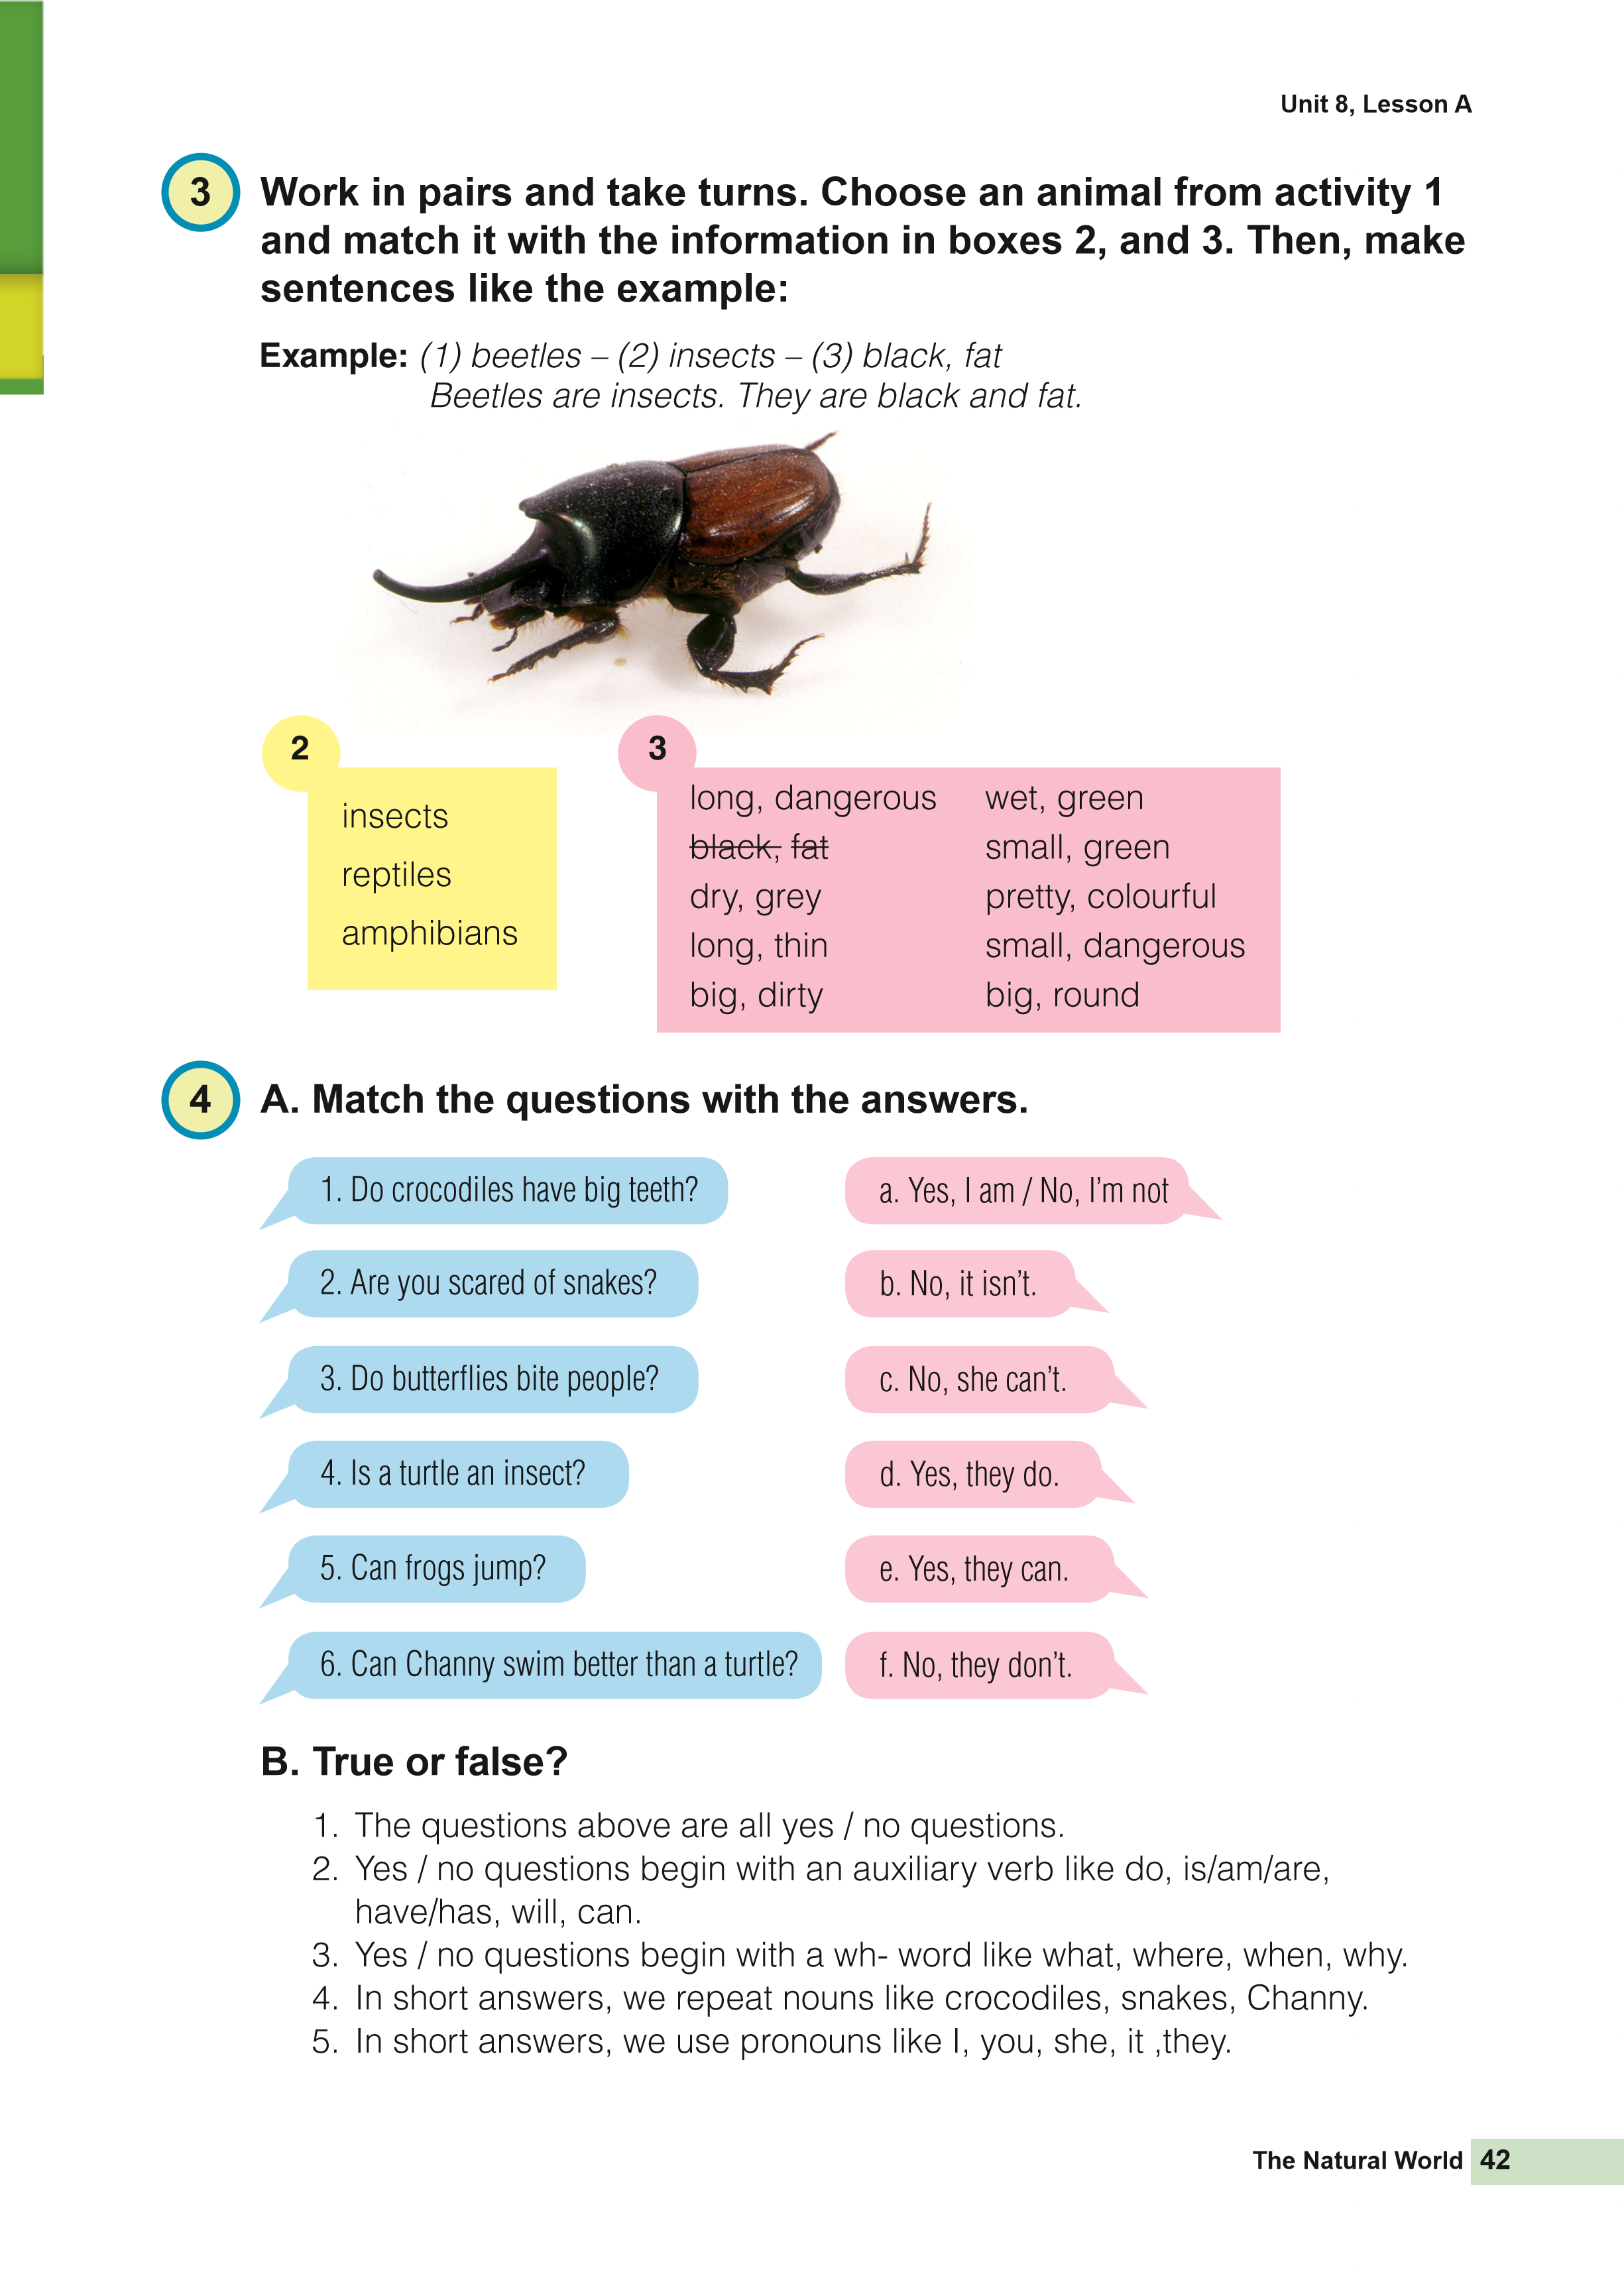 Unit 8, Lesson A
3
Work in pairs and take turns. Choose an animal from activity 1
and match it with the information in boxes 2, and 3. Then, make
sentences like the example:
Example: (1) beetles – (2) insects – (3) black, fat
Beetles are insects. They are black and fat.
2
insects
reptiles
amphibians
3
long, dangerous
black, fat
dry, grey
long, thin
big, dirty
wet, green
small, green
pretty, colourful
small, dangerous
big, round
4
A. Match the questions with the answers.
1. Do crocodiles have big teeth?
2. Are you scared of snakes?
3. Do butterflies bite people?
4. Is a turtle an insect?
5. Can frogs jump?
6. Can Channy swim better than a turtle?
a. Yes, I am / No, I’m not
b. No, it isn’t.
c. No, she can’t.
d. Yes, they do.
e. Yes, they can.
f. No, they don’t.
B. True or false?
1. The questions above are all yes / no questions.
2. Yes / no questions begin with an auxiliary verb like do, is/am/are,
have/has, will, can.
3. Yes / no questions begin with a wh- word like what, where, when, why.
4. In short answers, we repeat nouns like crocodiles, snakes, Channy.
5. In short answers, we use pronouns like I, you, she, it ,they.
The Natural World 42